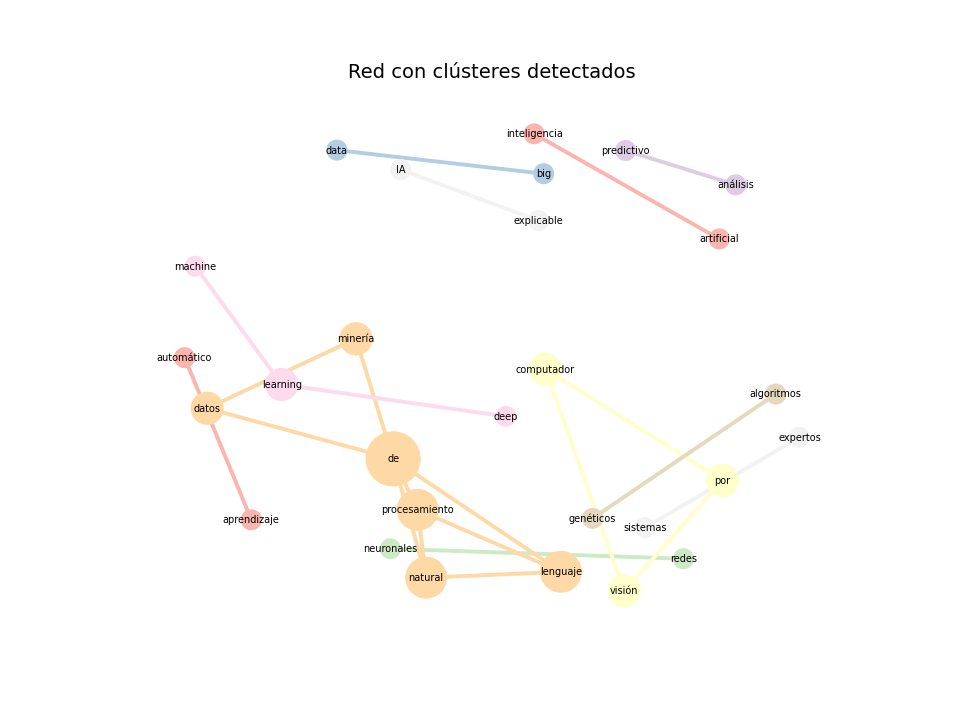 Red con clústeres detectados
inteligencia
data
predictivo
IA
big
análisis
explicable
artificial
machine
minería
automático
computador
learning
algoritmos
datos
deep
expertos
de
por
procesamiento
aprendizaje
genéticos
sistemas
neuronales
redes
natural
lenguaje
visión